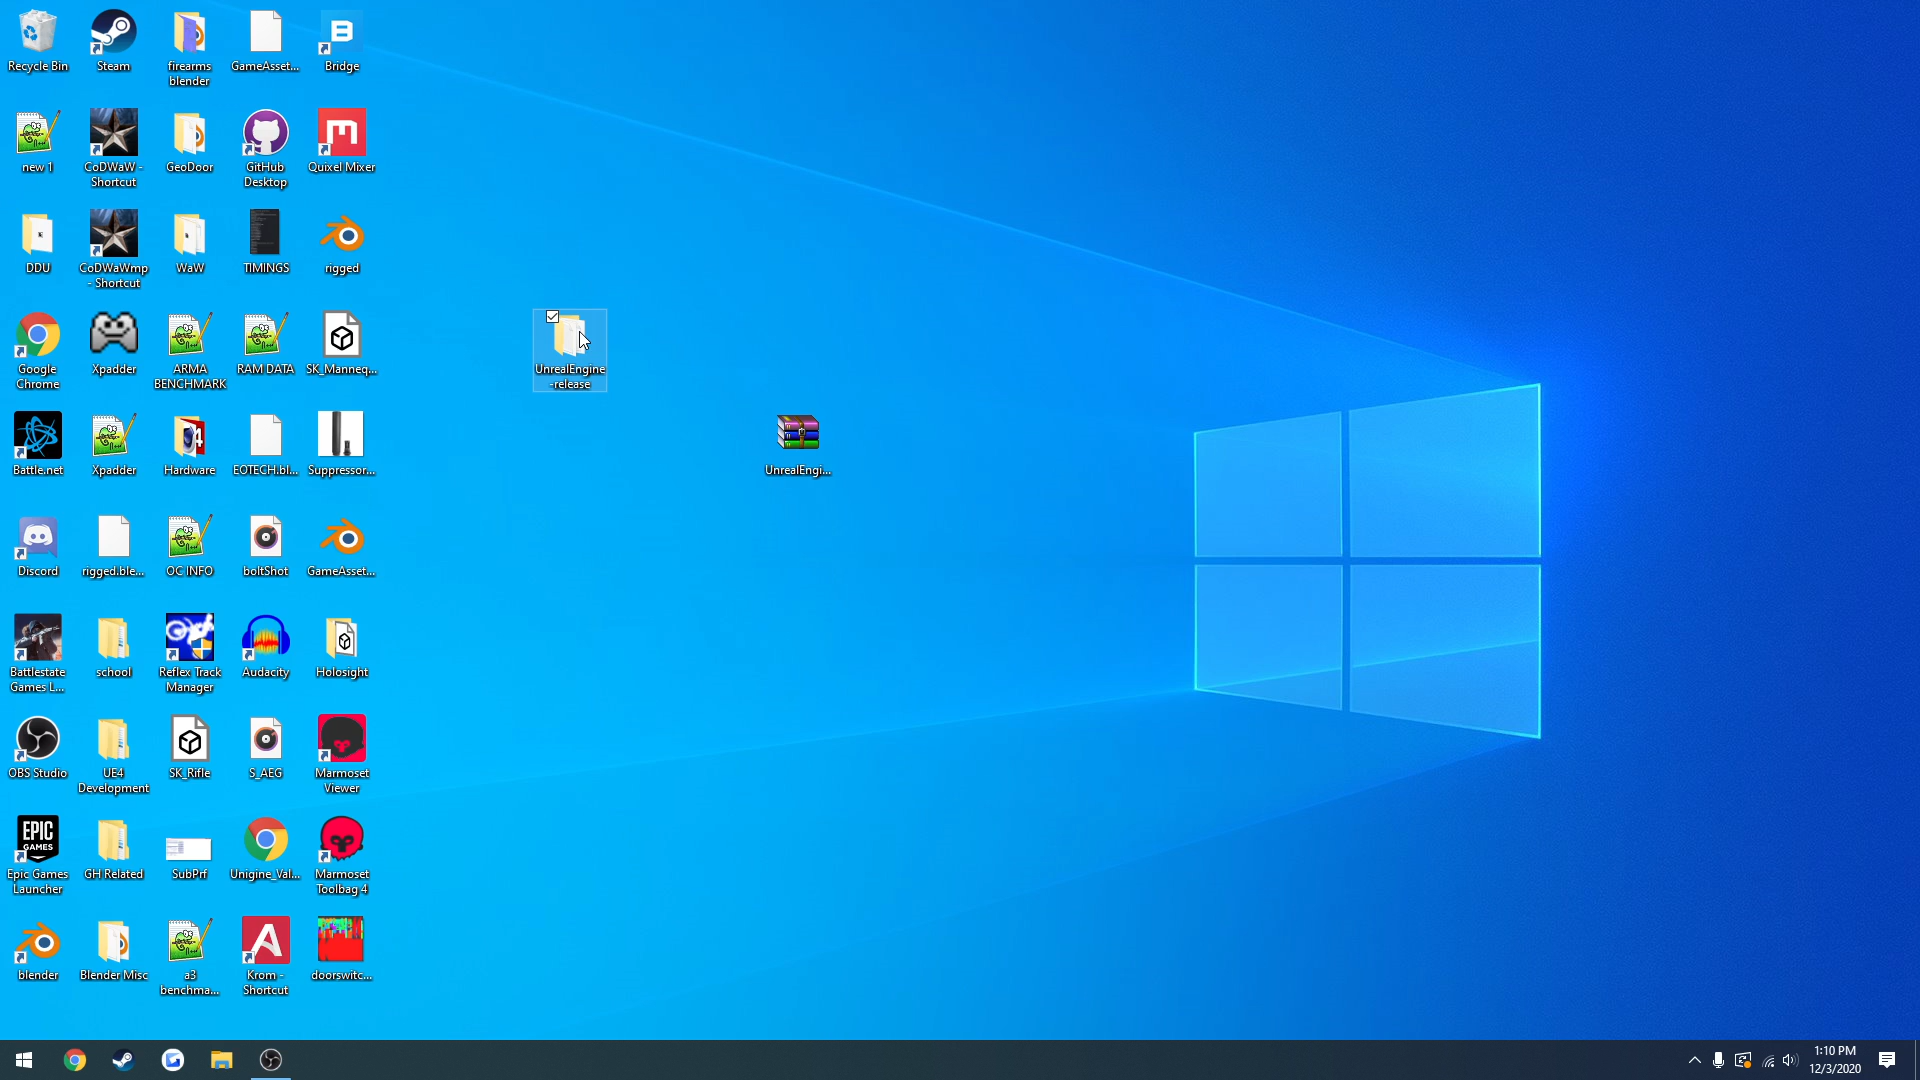 Recycle Bin
Steam
firearms
blender
GameAsset...
Bridge
new 1
CoDWaW -
Shortcut
GeoDoor
GitHub
Desktop
Quixel Mixer
DDU
CoDWaWmp
- Shortcut
WaW
TIMINGS
rigged
Google
Chrome
Xpadder
ARMA
BENCHMARK
RAM DATA
SK_Mannequ...
UnrealEngine
-release
Battle.net
Xpadder
Hardware
EOTECH.bl...
Suppressor...
UnrealEngi...
Discord
rigged.ble...
OC INFO
boltShot
GameAsset...
Battlestate
Games L...
school
Reflex Track
Manager
Audacity
Holosight
OBS Studio
UE4
Development
SK_Rifle
S_AEG
Marmoset
Viewer
EPIC
GAMES
Epic Games
Launcher
GH Related
SubPrf
Unigine_Val...
Marmoset
Toolbag 4
blender
Blender Misc
a3
benchma...
Krom -
Shortcut
doorswitc...
1:10 PM
12/3/2020